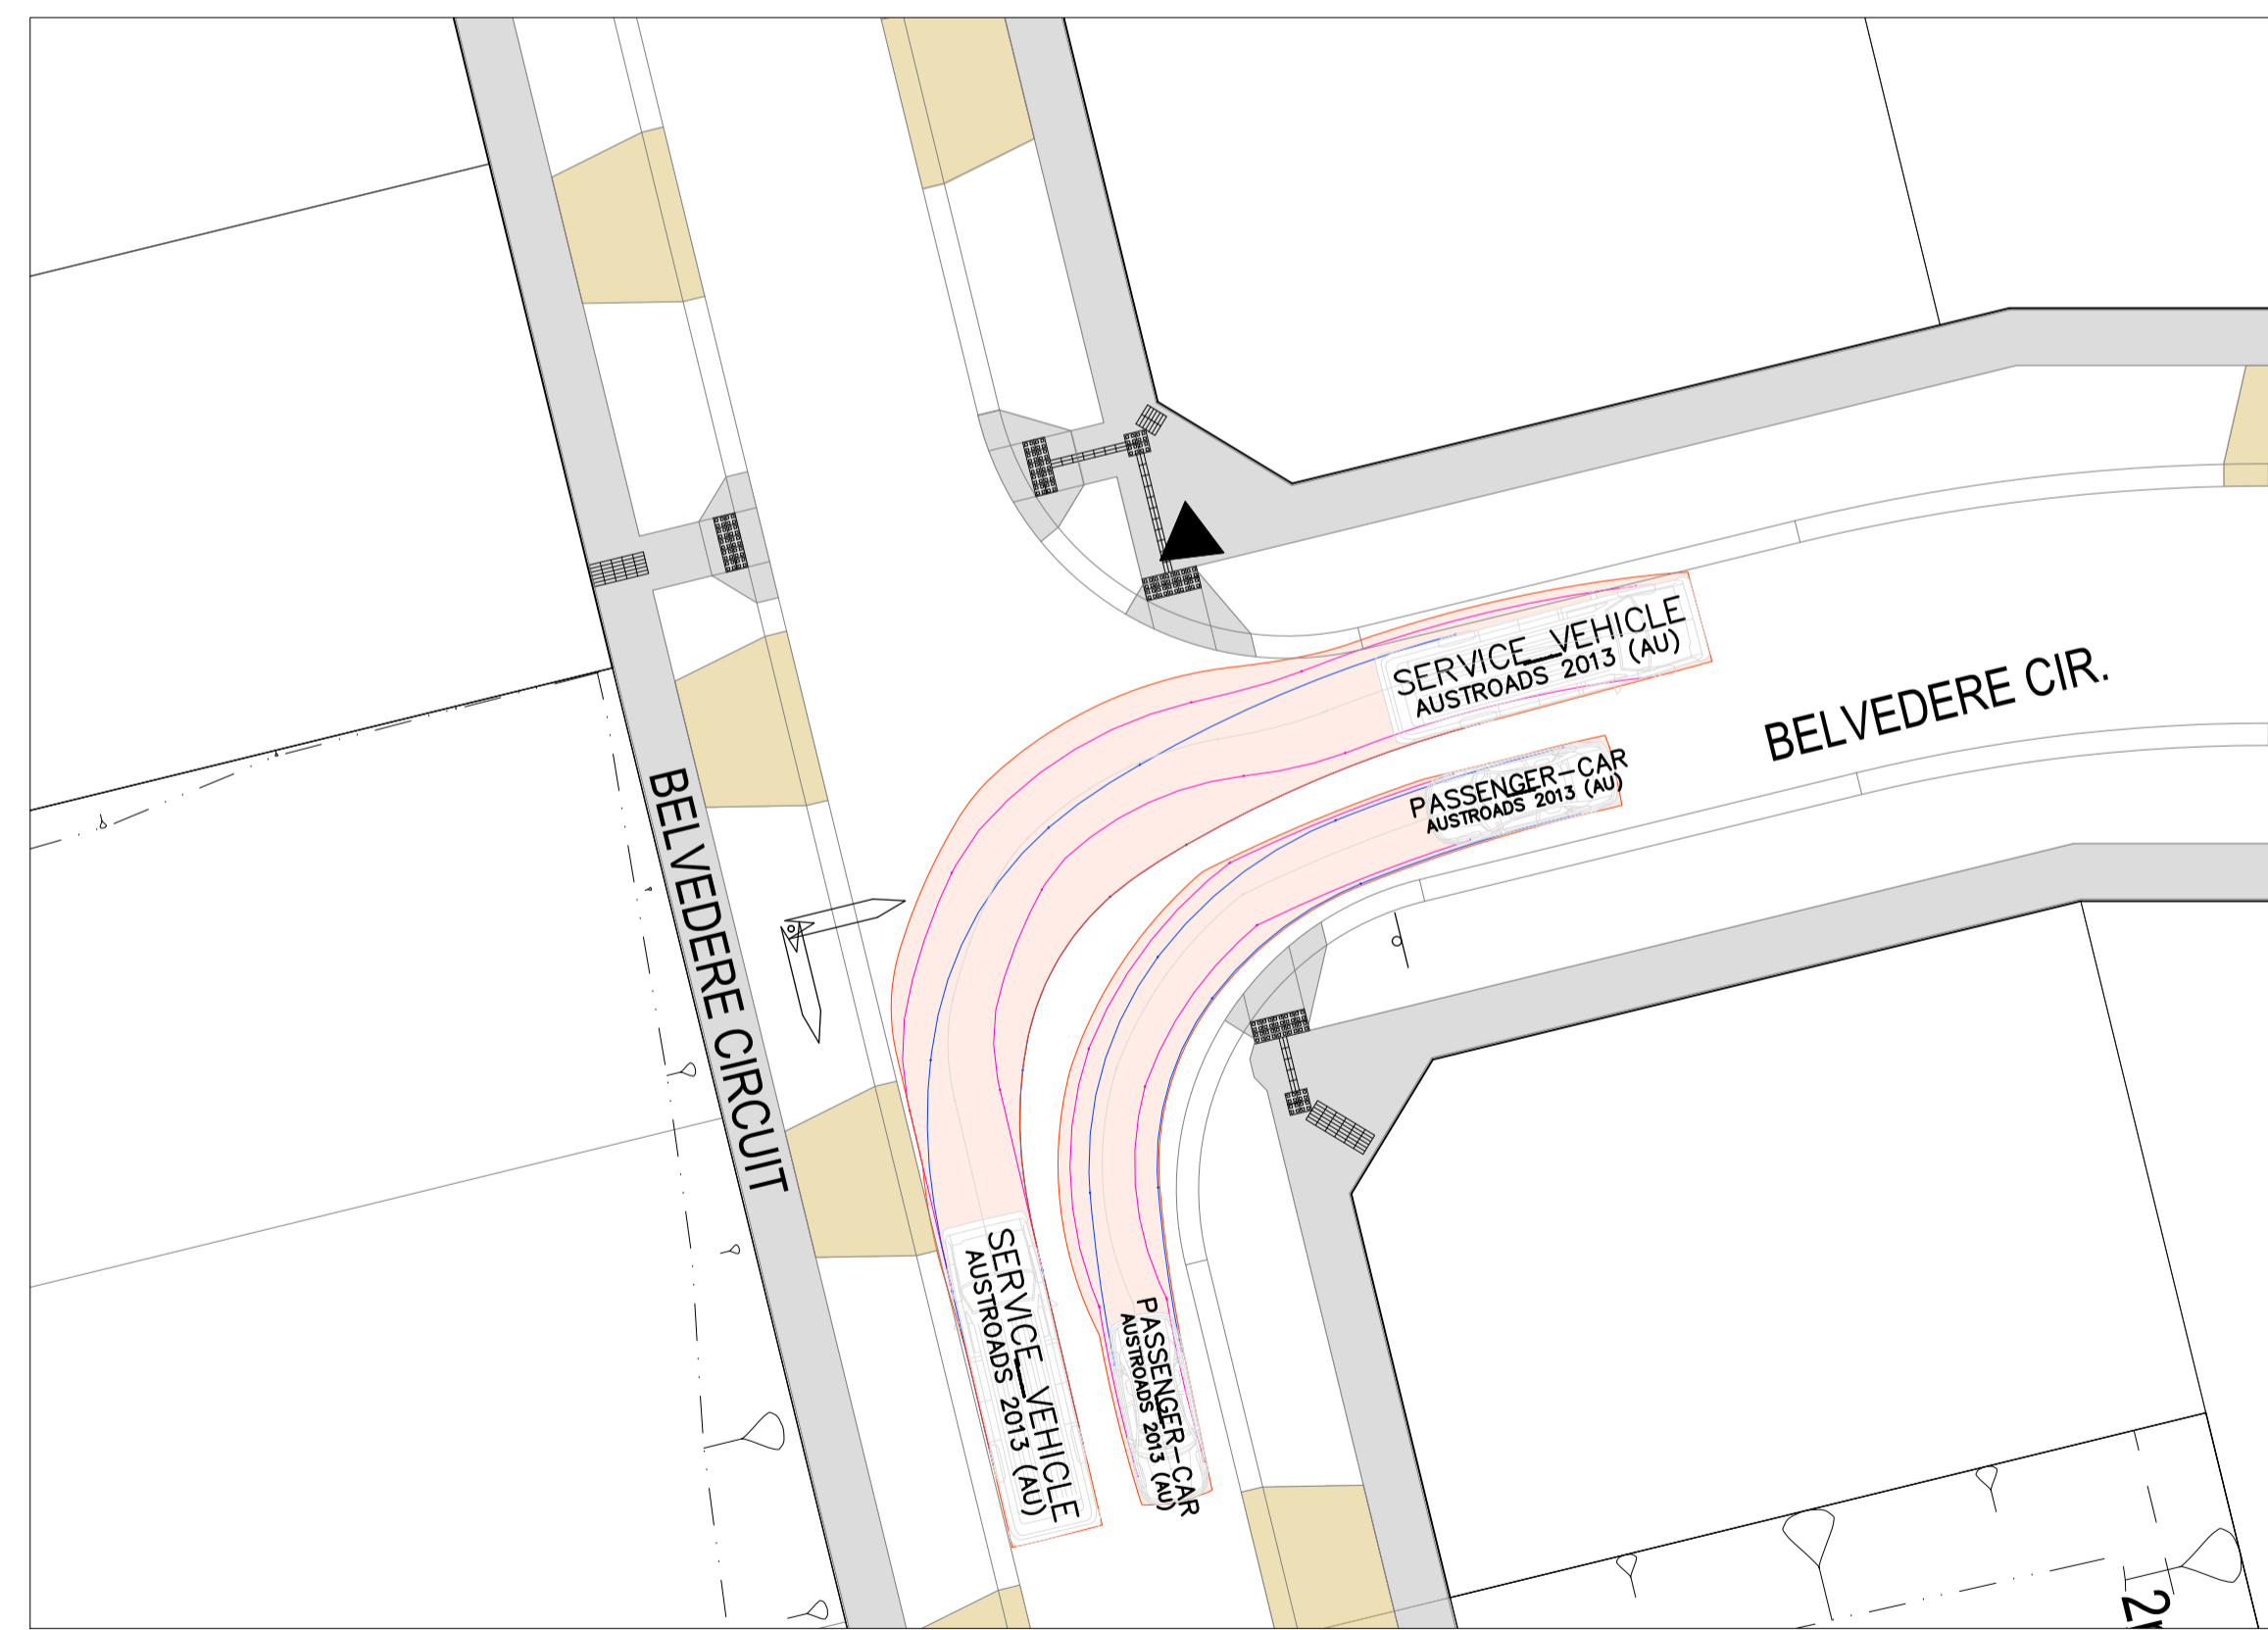 SERVICE_VEHICLE
AUSTROADS 2013 (AU)
BELVEDERE CIR.
PASSENGER-CAR
AUSTROADS 2013 (AU)
BELVEDERE CIRCUIT
SERVICE_VEHICLE
AUSTROADS 2013 (AU)
PASSENGER-CAR
AUSTROADS 2013 (AU)